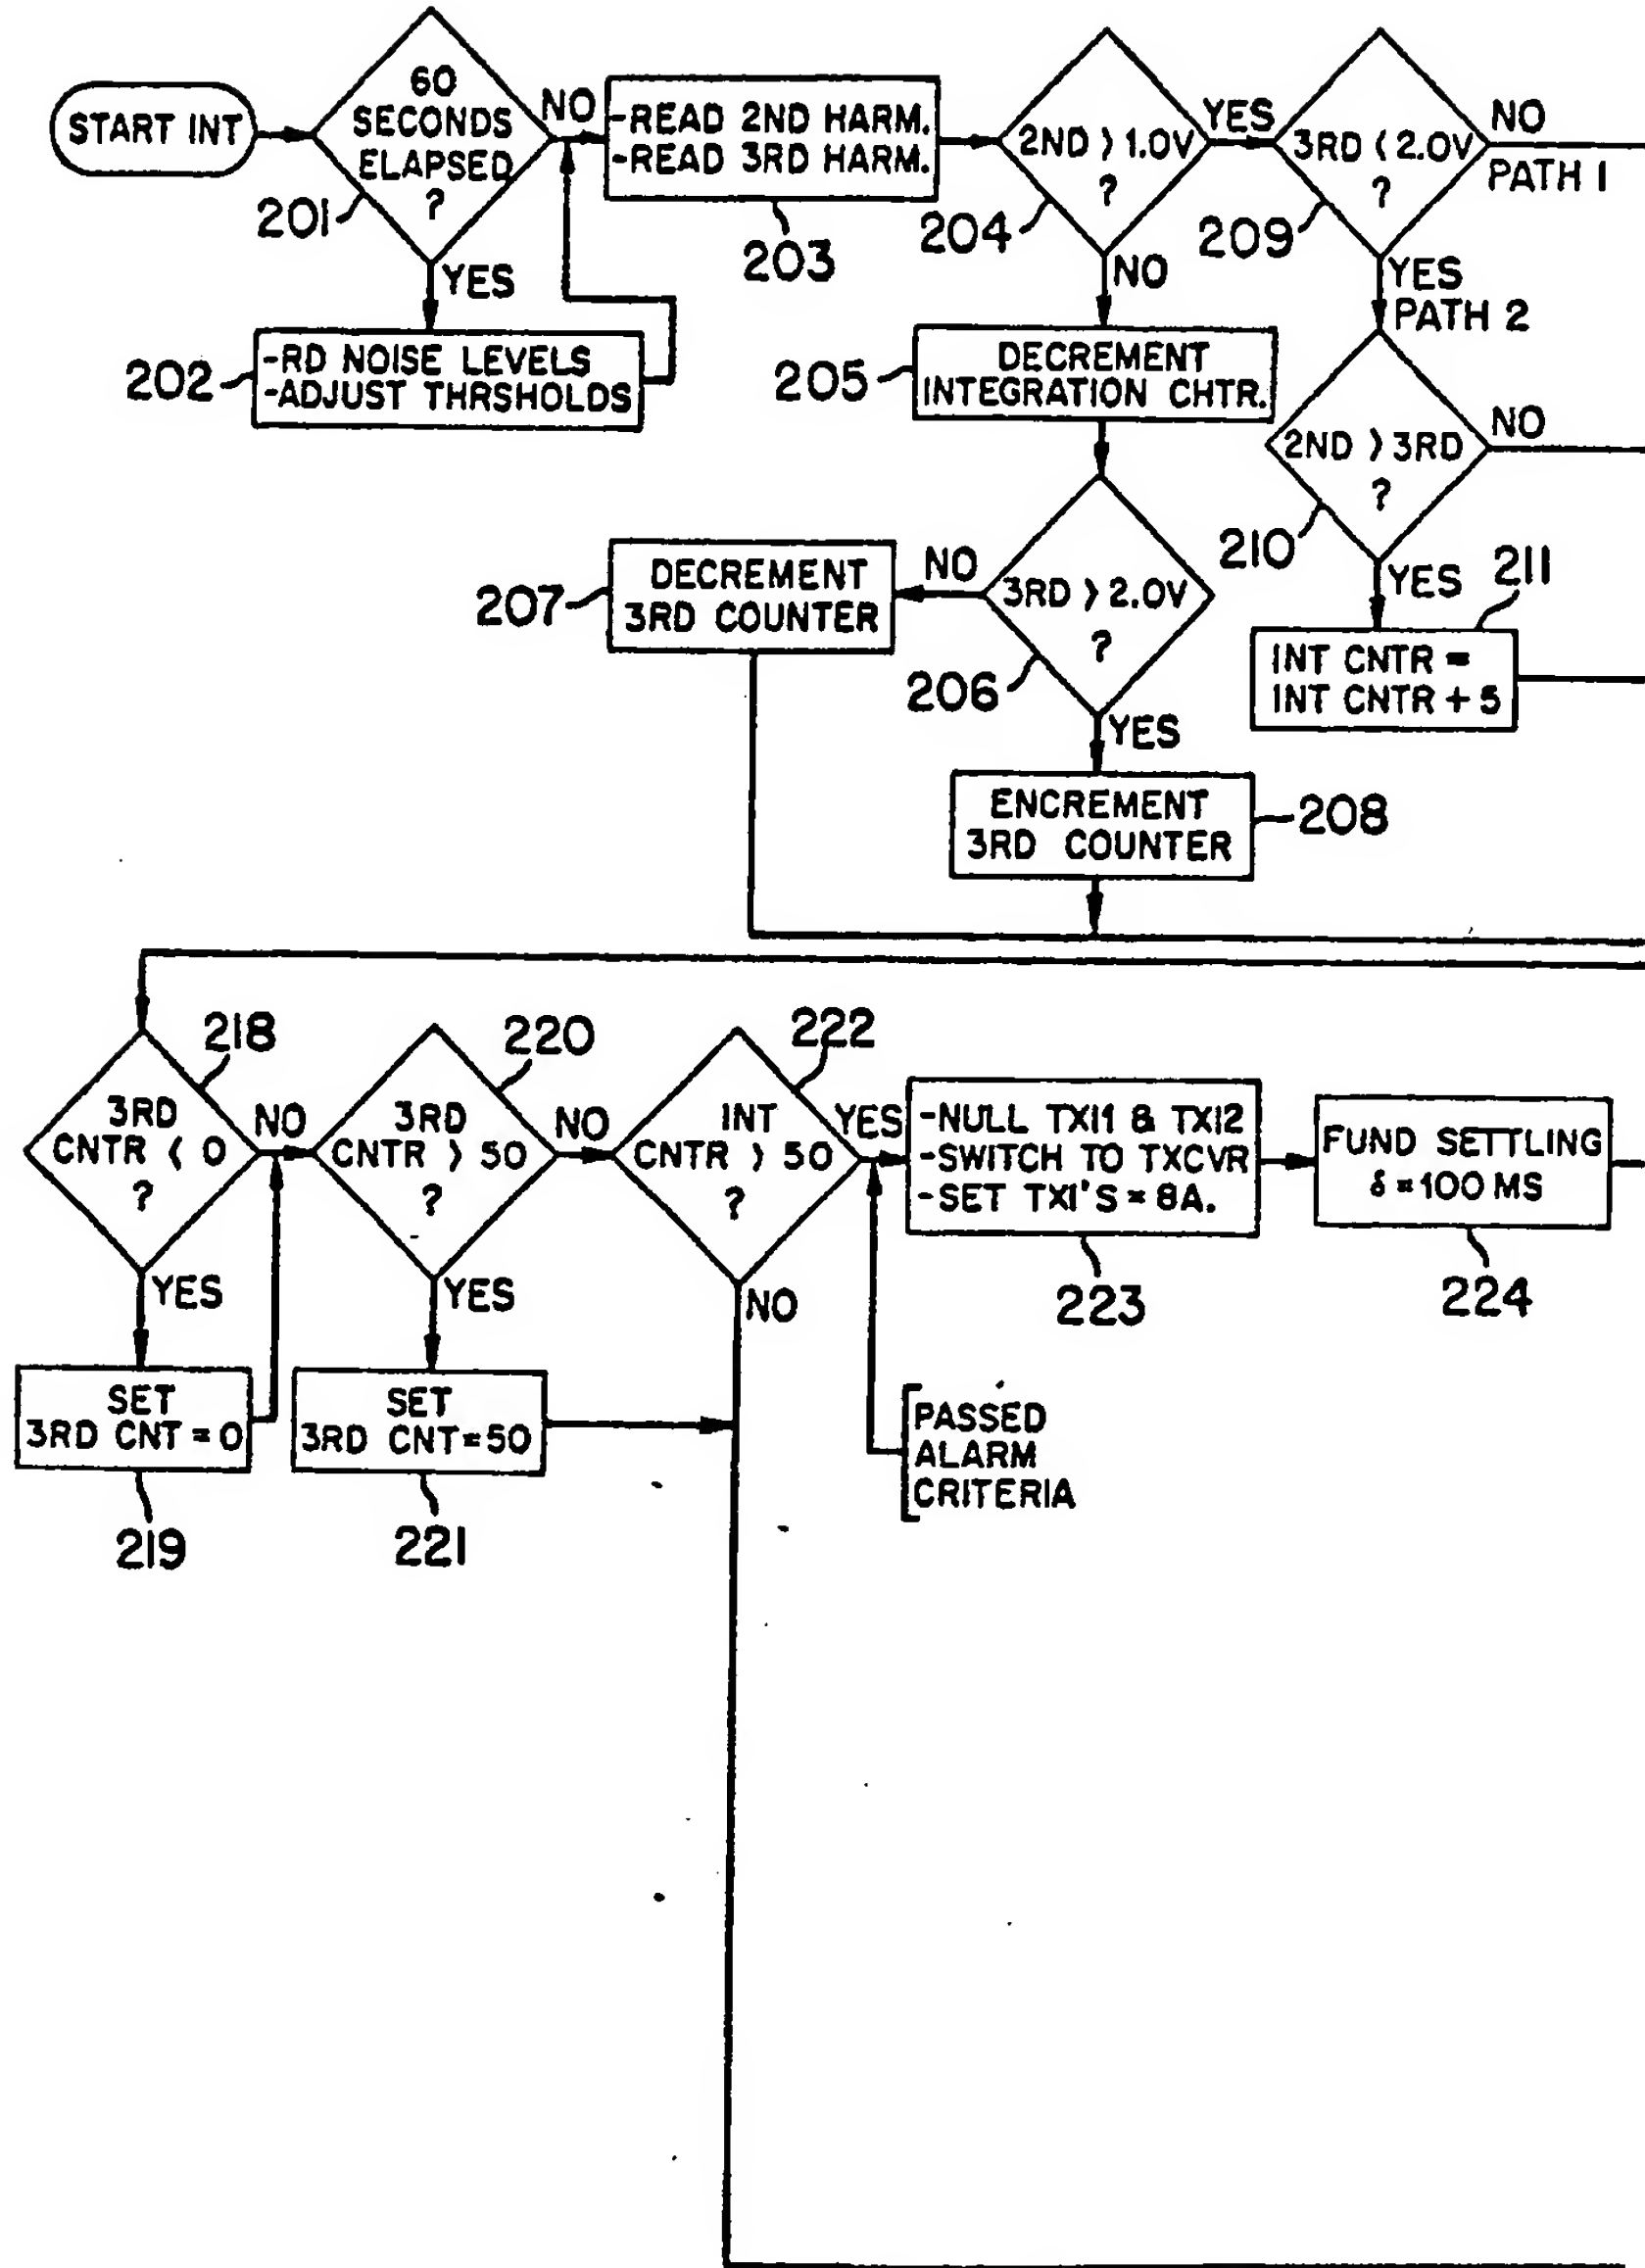 START INT
60
SECONDS
ELAPSED
?
201
NO
YES
202
-RD NOISE LEVELS
-ADJUST THRSHOLDS
-READ 2ND HARM.
-READ 3RD HARM.
203
2ND > 1.0V
?
204
YES
NO
3RD < 2.0V
?
209
NO
PATH 1
YES
PATH 2
205
DECREMENT
INTEGRATION CHTR.
2ND > 3RD
?
210
NO
YES
211
INT CNTR =
INT CNTR + 5
207
DECREMENT
3RD COUNTER
NO
3RD > 2.0V
?
206
YES
ENCREMENT
3RD COUNTER
208
218
3RD
CNTR < 0
?
NO
YES
SET
3RD CNT = 0
219
220
3RD
CNTR > 50
?
NO
YES
SET
3RD CNT = 50
221
222
INT
CNTR > 50
?
YES
NO
-NULL TX11 & TX12
-SWITCH TO TXCVR
-SET TX1'S = 8A.
223
PASSED
ALARM
CRITERIA
FUND SETTLING
δ = 100 MS
224